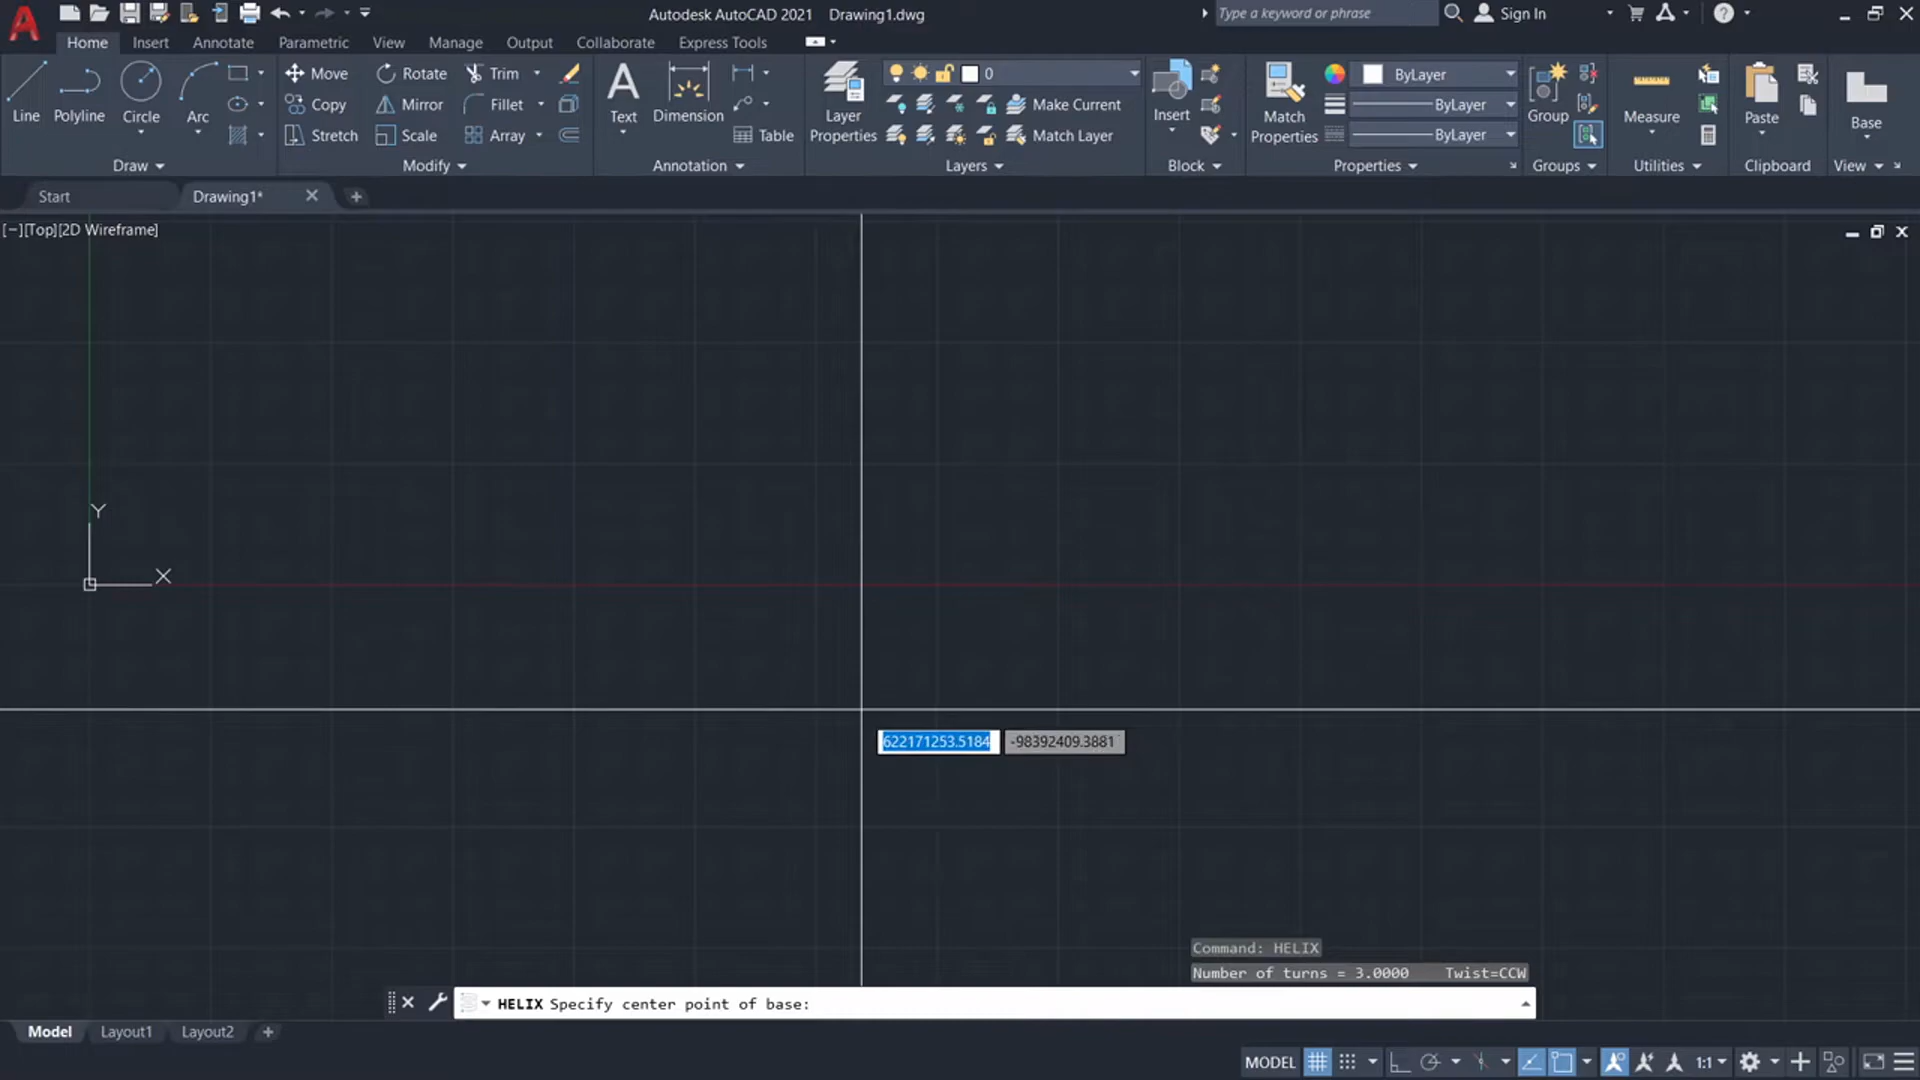 Autodesk AutoCAD 2021 Drawing1.dwg
Type a keyword or phrase
Sign In
Home Insert Annotate Parametric View Manage Output Collaborate Express Tools
Line
Polyline
Circle
Arc
Draw
Move
Rotate
Trim
Copy
Mirror
Fillet
Stretch
Scale
Array
Modify
Text
Dimension
Table
Annotation
Layer
Properties
0
Make Current
Match Layer
Layers
Insert
Block
Match
Properties
ByLayer
ByLayer
ByLayer
Properties
Group
Groups
Measure
Utilities
Paste
Clipboard
Base
View
Start
Drawing1*
[−][Top][2D Wireframe]
Y
X
622171253.5184 -98392409.3881
Command: HELIX
Number of turns = 3.0000 Twist=CCW
HELIX Specify center point of base:
Model Layout1 Layout2
MODEL
1:1